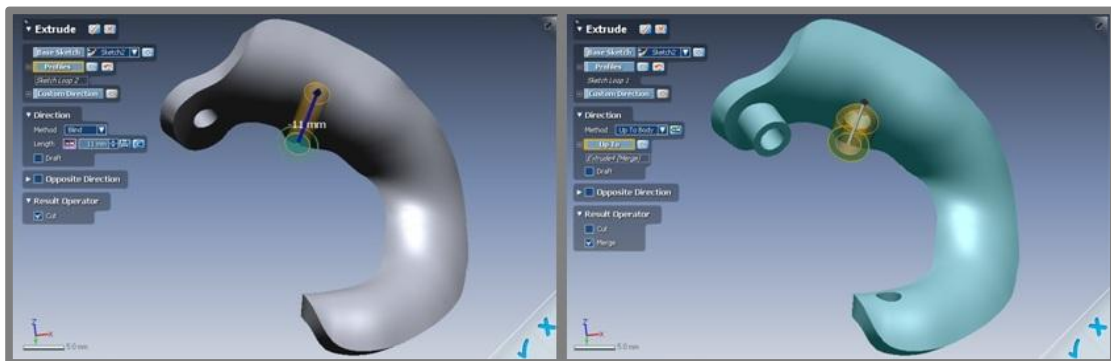 Extrude
Base Sketch Sketch2
Profiles
Sketch Loop 2
Custom Direction
Direction
Method Blind
Length -11 mm
Draft
Opposite Direction
Result Operator
Cut
-11 mm
Z
X
5.0 mm
Extrude
Base Sketch Sketch2
Profiles
Sketch Loop 1
Custom Direction
Direction
Method Up To Body
Up To
Extrude4 (Merge)
Draft
Opposite Direction
Result Operator
Cut
Merge
Z
X
5.0 mm